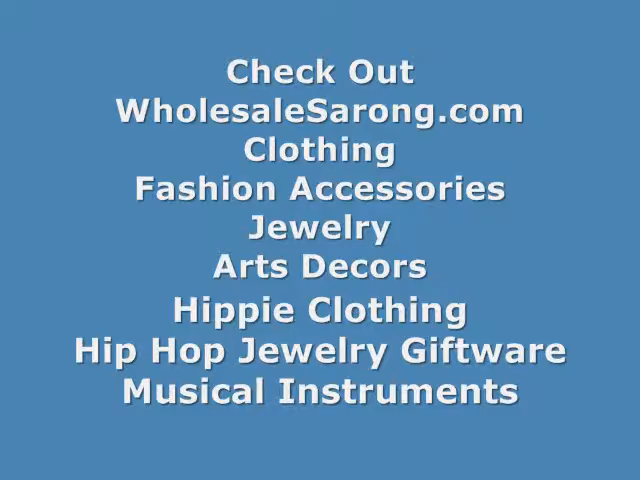 Check Out
WholesaleSarong.com
Clothing
Fashion Accessories
Jewelry
Arts Decors
Hippie Clothing
Hip Hop Jewelry Giftware
Musical Instruments